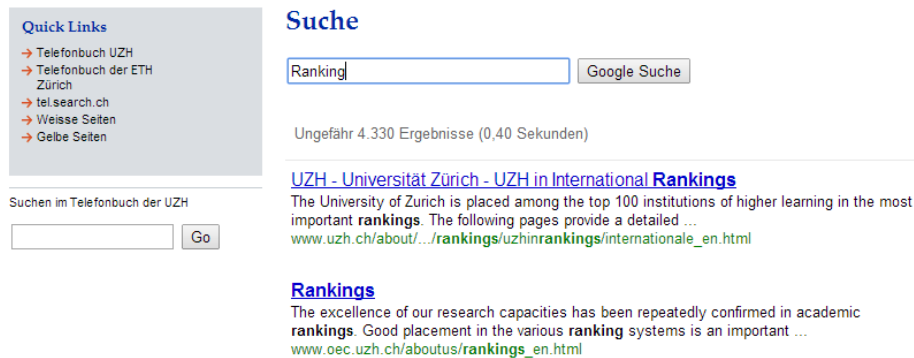 Quick Links
→ Telefonbuch UZH
→ Telefonbuch der ETH
Zürich
→ tel.search.ch
→ Weisse Seiten
→ Gelbe Seiten
Suchen im Telefonbuch der UZH
Go
Suche
Ranking
Google Suche
Ungefähr 4.330 Ergebnisse (0,40 Sekunden)
UZH - Universität Zürich - UZH in International Rankings
The University of Zurich is placed among the top 100 institutions of higher learning in the most
important rankings. The following pages provide a detailed ...
www.uzh.ch/about/.../rankings/uzhinrankings/internationale_en.html
Rankings
The excellence of our research capacities has been repeatedly confirmed in academic
rankings. Good placement in the various ranking systems is an important ...
www.oec.uzh.ch/aboutus/rankings_en.html